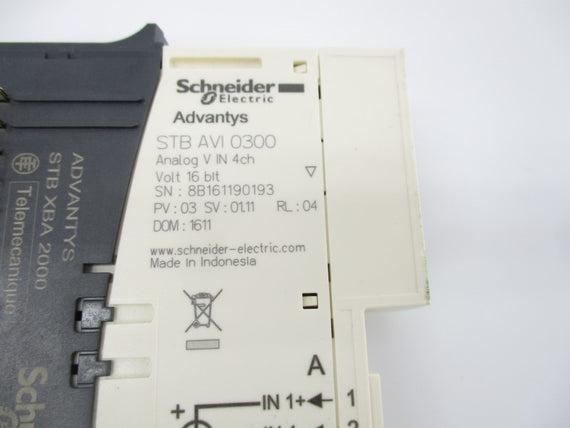 Schneider
Electric
Advantys
STB AVI 0300
Analog V IN 4ch
Volt 16 bit
SN : 8B161190193
PV : 03 SV : 01.11 RL : 04
DOM : 1611
www.schneider-electric.com
Made in Indonesia
A
+ IN 1+ 1
2
ADVANTYS
STB XBA 2000
Telemecanique